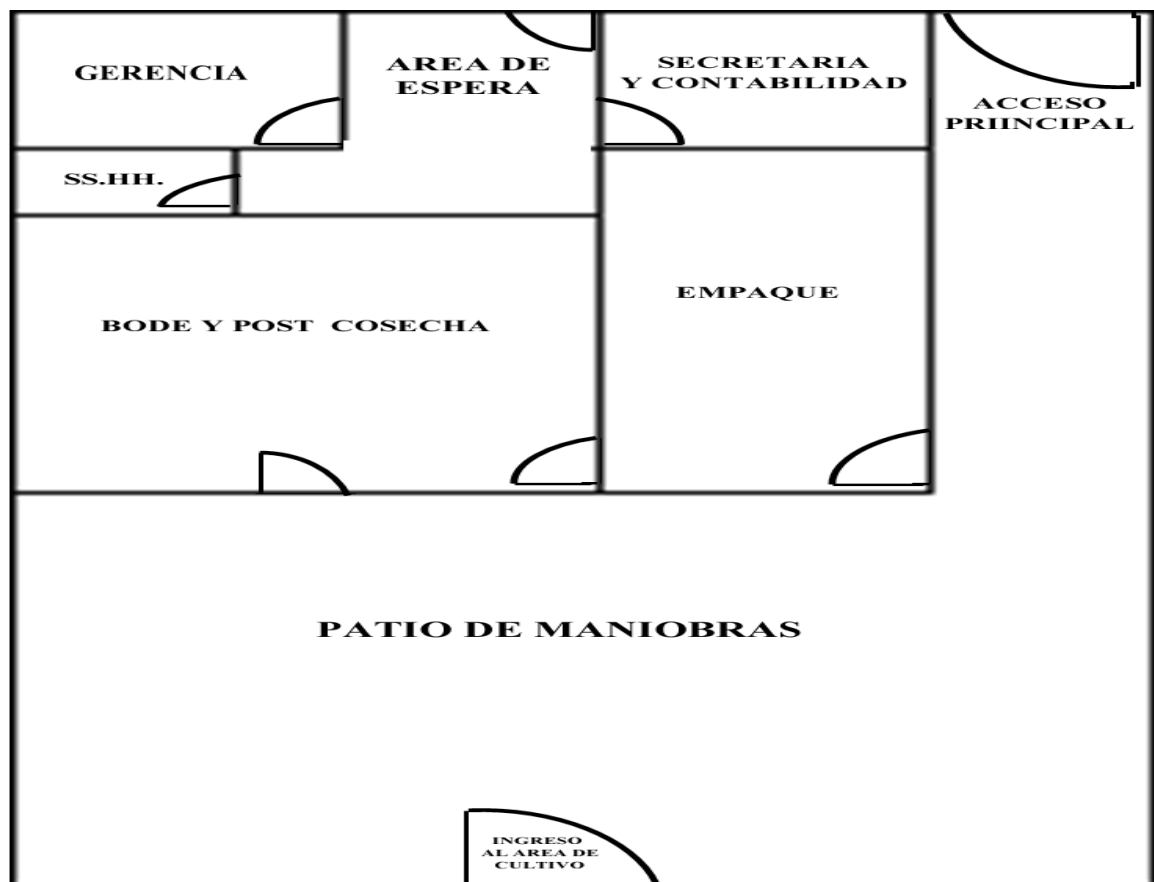 GERENCIA
AREA DE
ESPERA
SECRETARIA
Y CONTABILIDAD
ACCESO
PRIINCIPAL
SS.HH.
EMPAQUE
BODE Y POST COSECHA
PATIO DE MANIOBRAS
INGRESO
AL AREA DE
CULTIVO